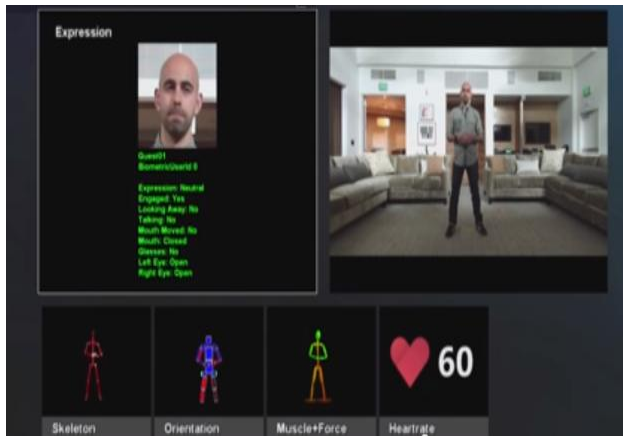 Expression
Guest01
BiometricUserId 0
Expression: Neutral
Engaged: Yes
Looking Away: No
Talking: No
Mouth Moved: No
Mouth: Closed
Glasses: No
Left Eye: Open
Right Eye: Open
60
Skeleton
Orientation
Muscle+Force
Heartrate